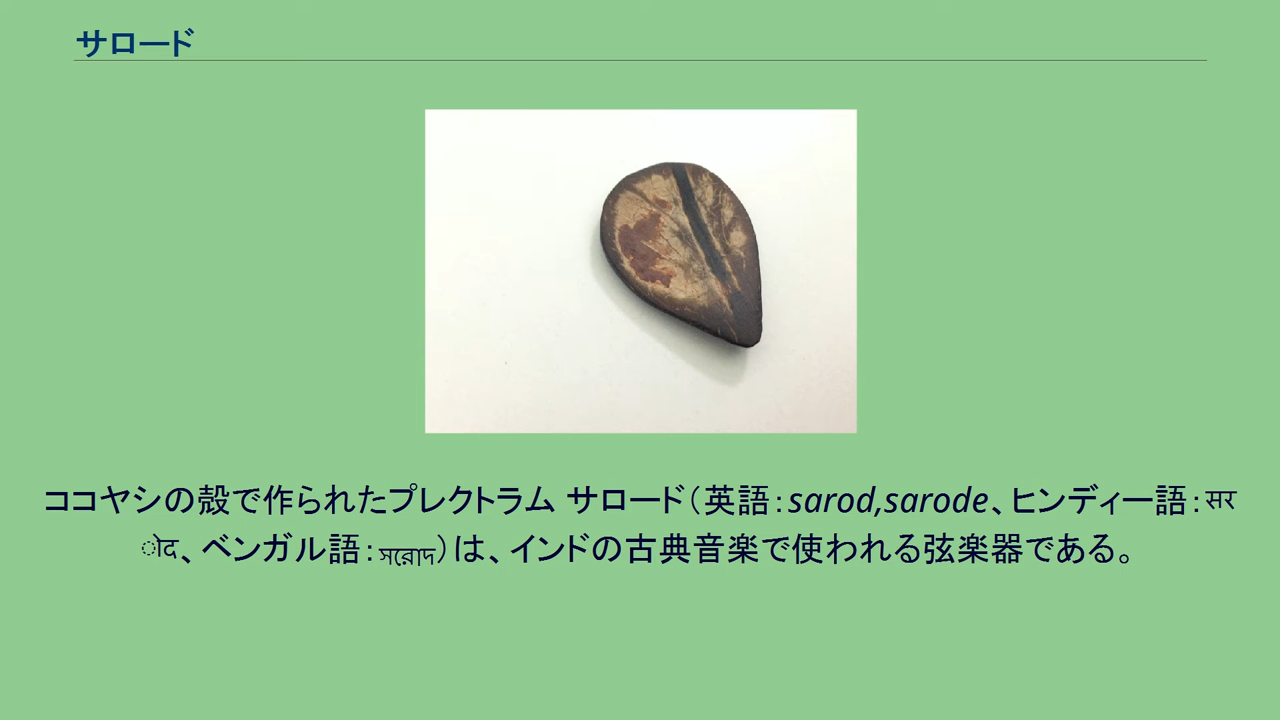 サロード
ココヤシの殻で作られたプレクトラム サロード（英語：sarod,sarode、ヒンディー語：सर
ोद、ベンガル語：সরোদ）は、インドの古典音楽で使われる弦楽器である。